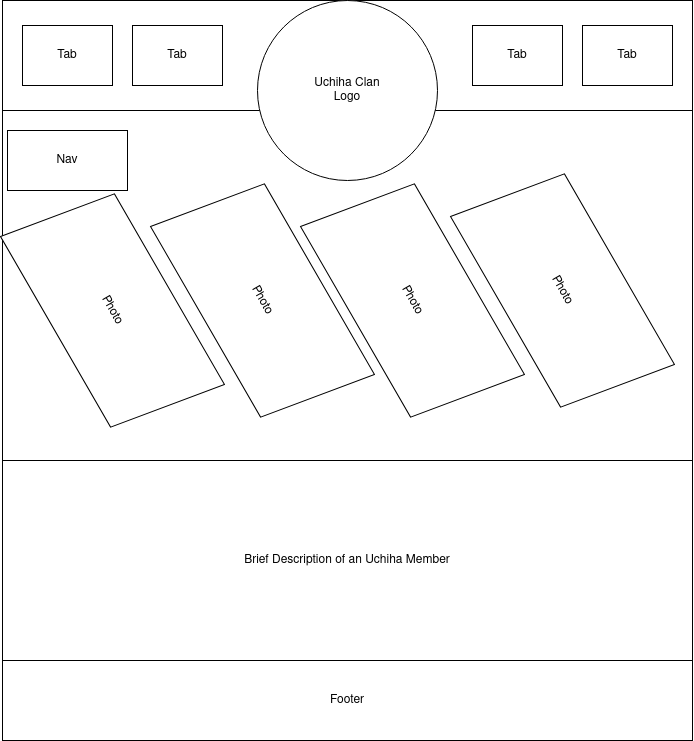 Tab
Tab
Uchiha Clan
Logo
Tab
Tab
Nav
Photo
Photo
Photo
Photo
Brief Description of an Uchiha Member
Footer